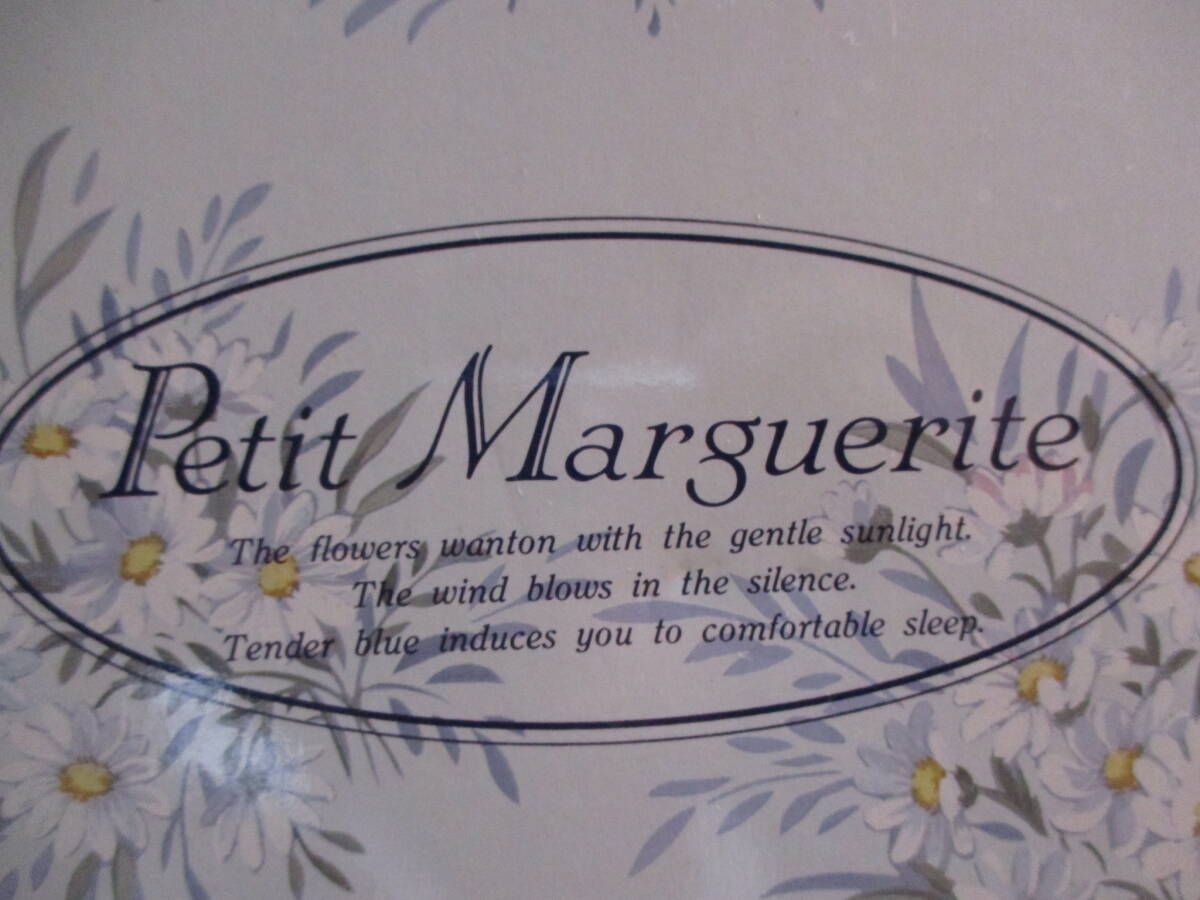 Petit Marguerite
The flowers wanton with the gentle sunlight.
The wind blows in the silence.
Tender blue induces you to comfortable sleep.